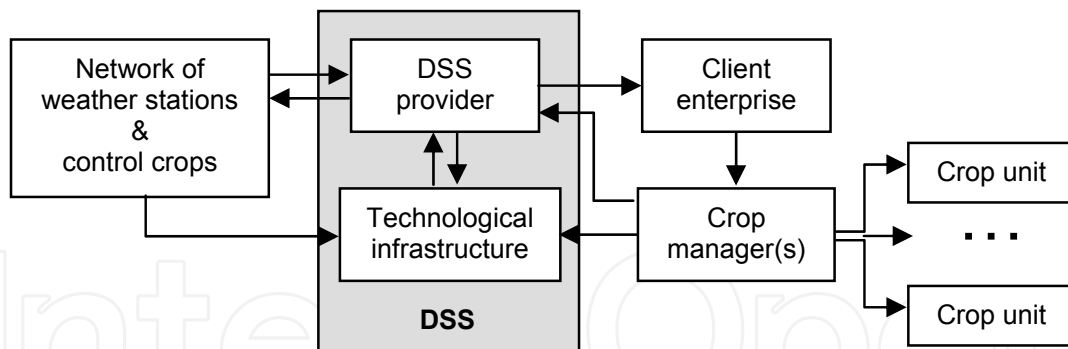 Network of
weather stations
&
control crops
DSS
provider
Client
enterprise
Technological
infrastructure
Crop
manager(s)
Crop unit
...
Crop unit
DSS